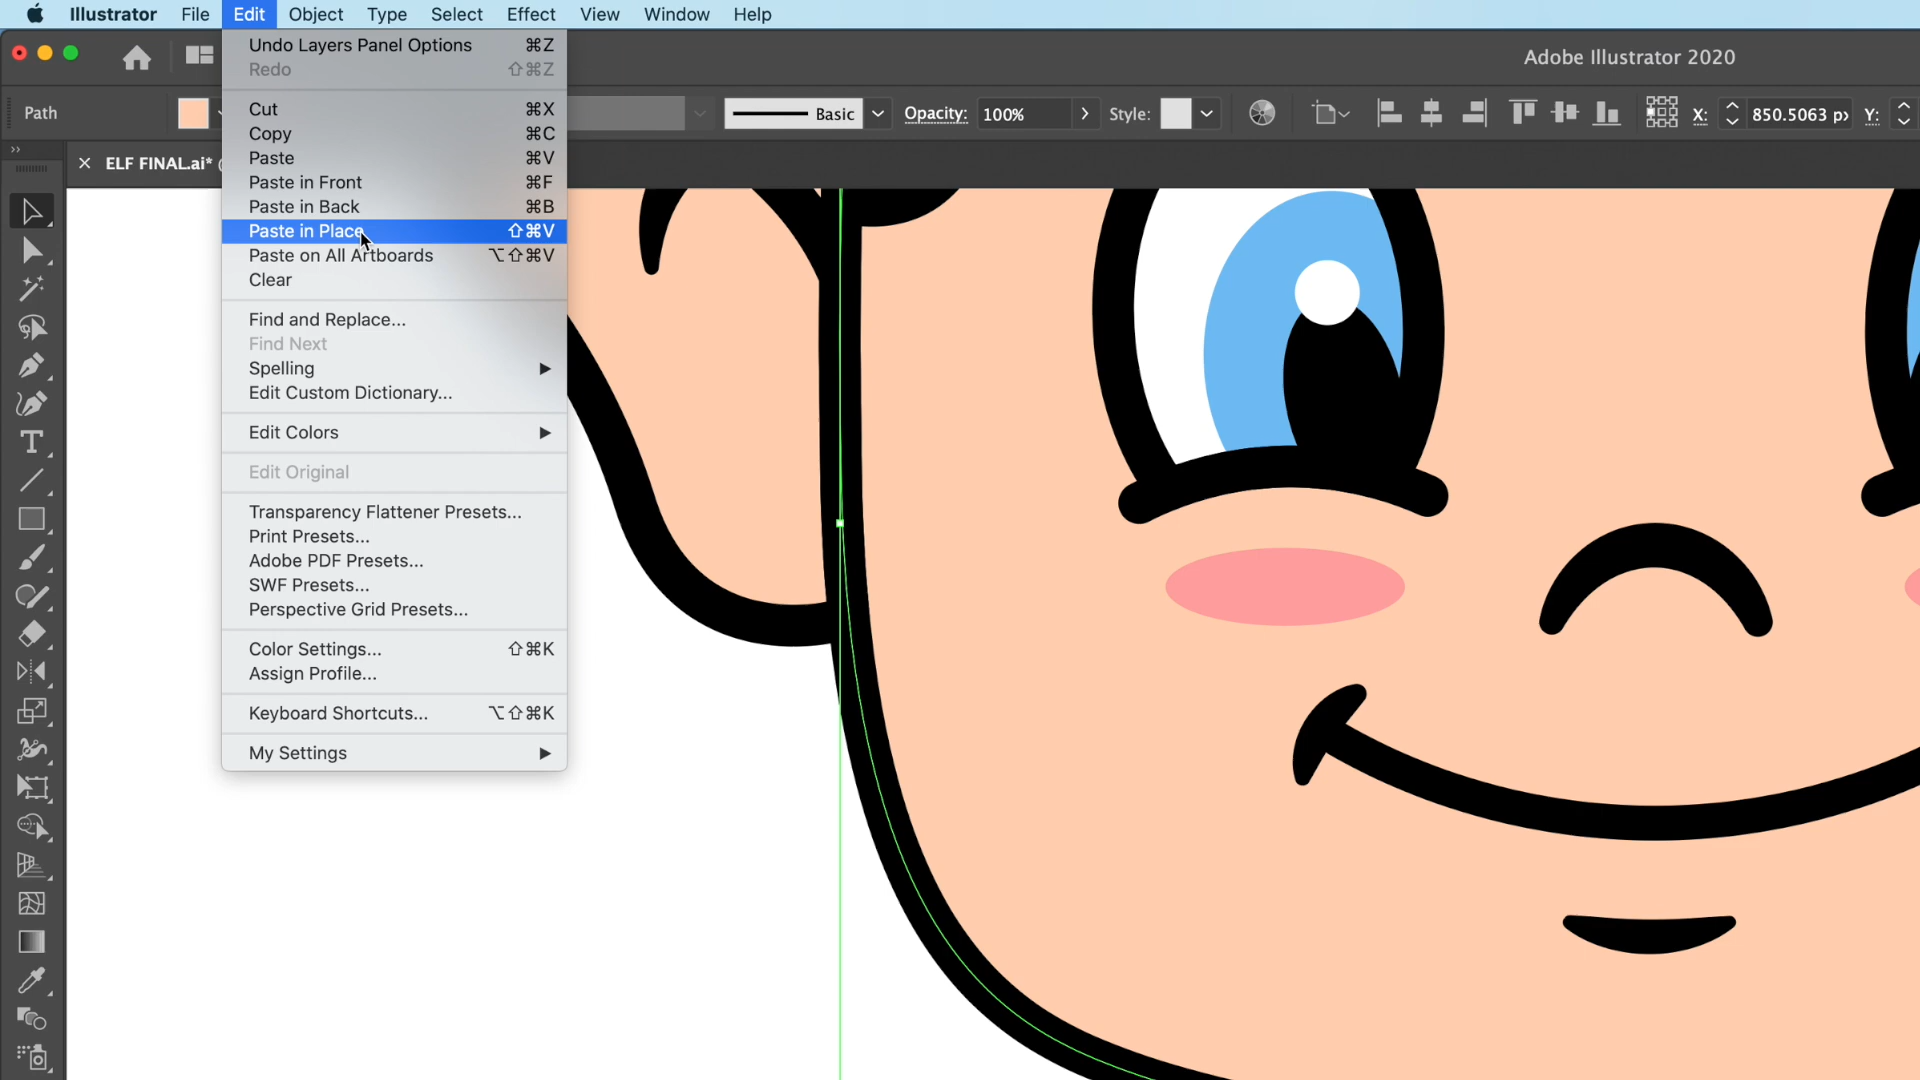 Illustrator File Edit Object Type Select Effect View Window Help
Adobe Illustrator 2020
Path
Basic
Opacity: 100%
Style:
X: 850.5063 px
Y:
ELF FINAL.ai*
Undo Layers Panel Options ⌘Z
Redo ⇧⌘Z
Cut ⌘X
Copy ⌘C
Paste ⌘V
Paste in Front ⌘F
Paste in Back ⌘B
Paste in Place ⇧⌘V
Paste on All Artboards ⌥⇧⌘V
Clear
Find and Replace...
Find Next
Spelling
Edit Custom Dictionary...
Edit Colors
Edit Original
Transparency Flattener Presets...
Print Presets...
Adobe PDF Presets...
SWF Presets...
Perspective Grid Presets...
Color Settings... ⇧⌘K
Assign Profile...
Keyboard Shortcuts... ⌥⇧⌘K
My Settings